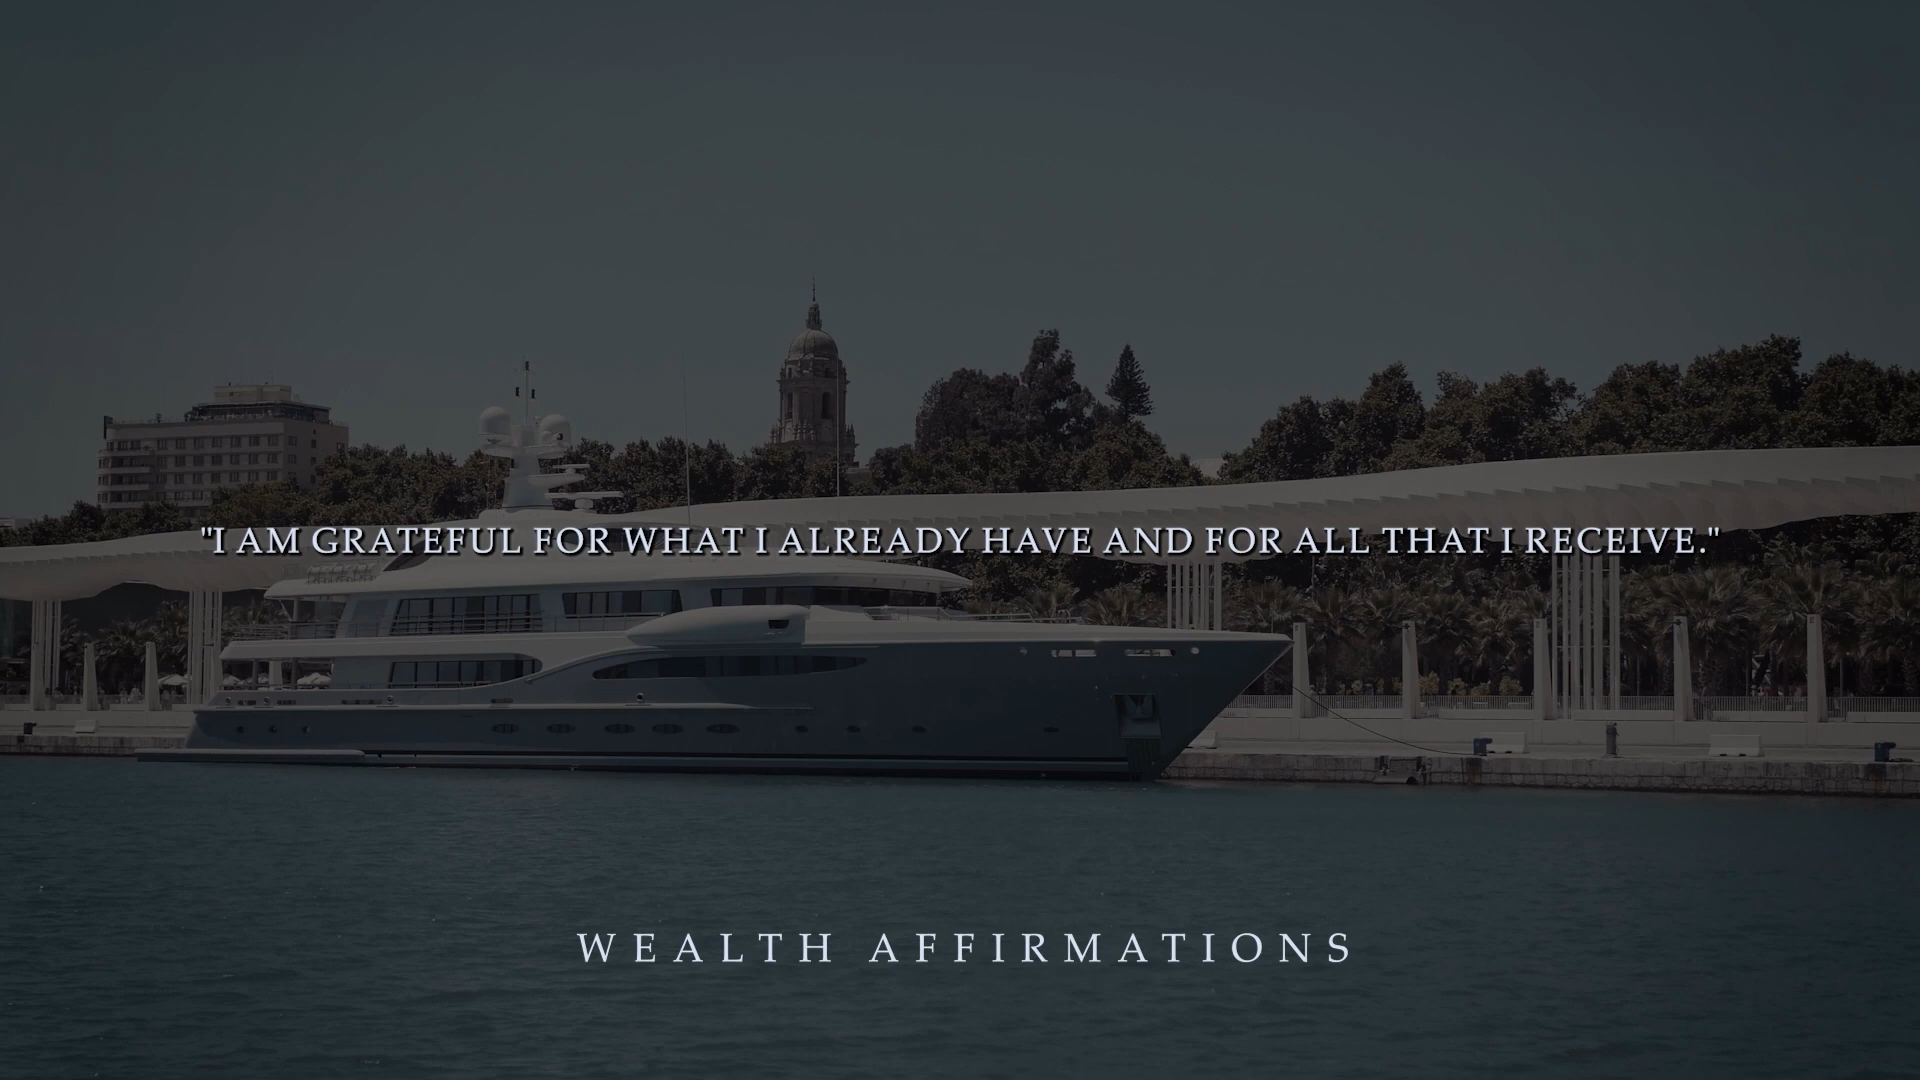 "I AM GRATEFUL FOR WHAT I ALREADY HAVE AND FOR ALL THAT I RECEIVE."
WEALTH AFFIRMATIONS